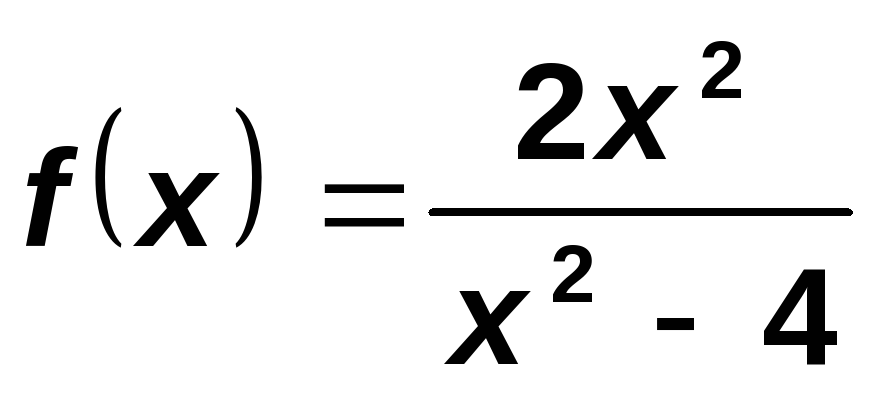 f(x) = 2x² / x² - 4